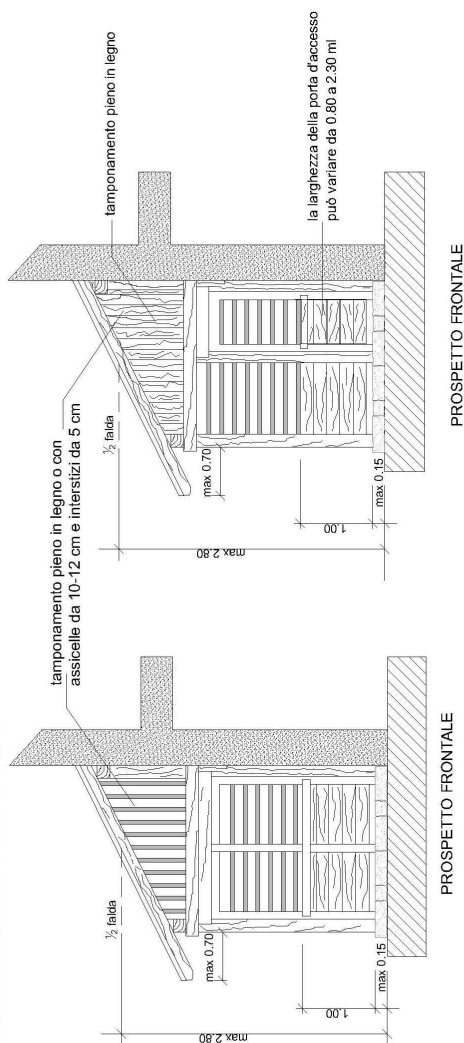 tamponamento pieno in legno o con
assicelle da 10-12 cm e interstizi da 5 cm
½ falda
max 2.80
max 0.70
1.00
max 0.15
PROSPETTO FRONTALE
tamponamento pieno in legno
½ falda
max 2.80
max 0.70
1.00
max 0.15
la larghezza della porta d'accesso
può variare da 0.80 a 2.30 ml
PROSPETTO FRONTALE